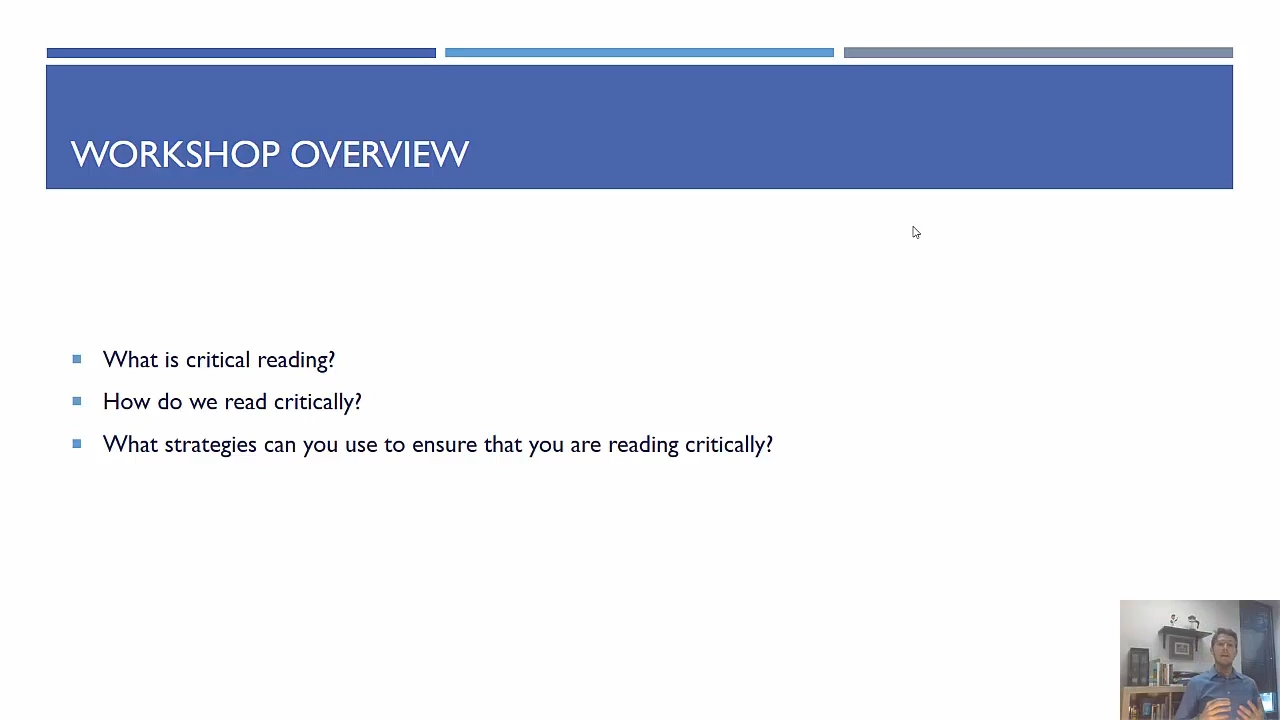 WORKSHOP OVERVIEW
What is critical reading?
How do we read critically?
What strategies can you use to ensure that you are reading critically?